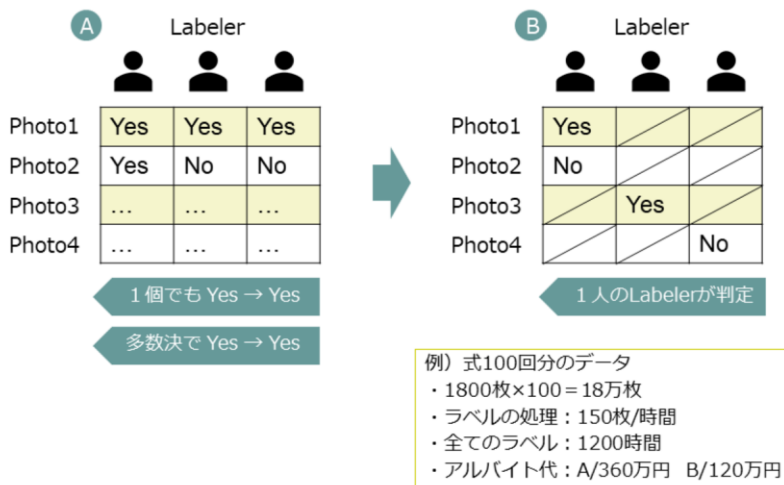 A Labeler
Photo1 Yes Yes Yes
Photo2 Yes No No
Photo3 … … …
Photo4 … … …
1個でも Yes → Yes
多数決で Yes → Yes
B Labeler
Photo1 Yes
Photo2 No
Photo3 Yes
Photo4 No
1人のLabelerが判定
例）式100回分のデータ
・1800枚×100＝18万枚
・ラベルの処理：150枚/時間
・全てのラベル：1200時間
・アルバイト代：A/360万円 B/120万円